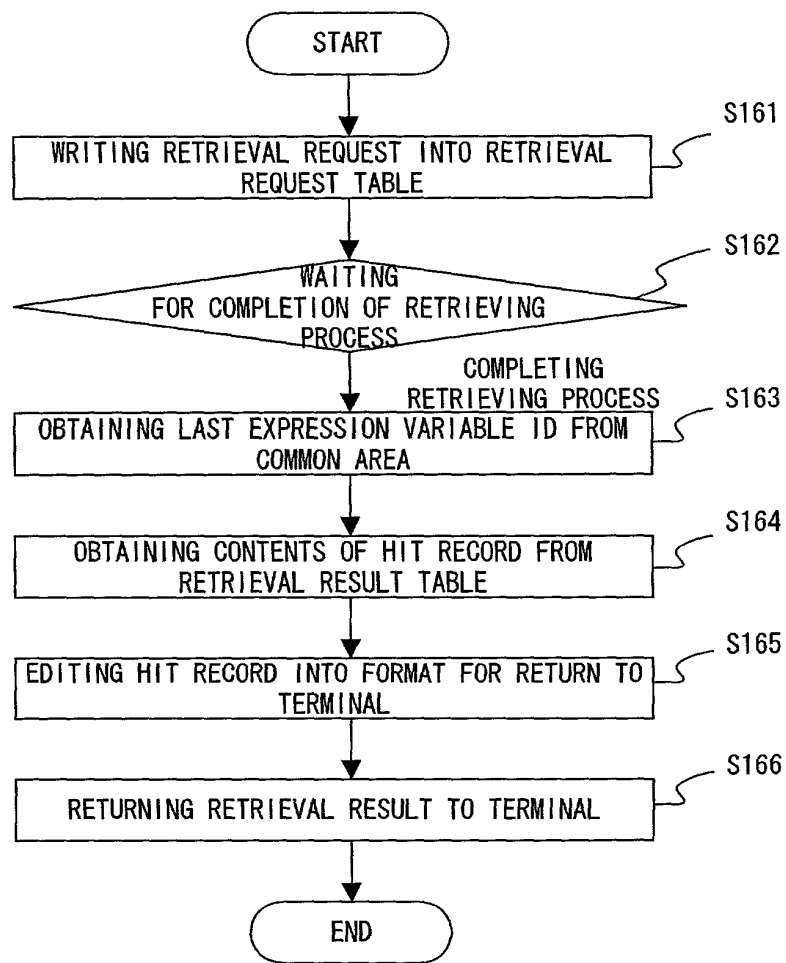 START
S161
WRITING RETRIEVAL REQUEST INTO RETRIEVAL
REQUEST TABLE
S162
WAITING
FOR COMPLETION OF RETRIEVING
PROCESS
COMPLETING
RETRIEVING PROCESS
S163
OBTAINING LAST EXPRESSION VARIABLE ID FROM
COMMON AREA
S164
OBTAINING CONTENTS OF HIT RECORD FROM
RETRIEVAL RESULT TABLE
S165
EDITING HIT RECORD INTO FORMAT FOR RETURN TO
TERMINAL
S166
RETURNING RETRIEVAL RESULT TO TERMINAL
END